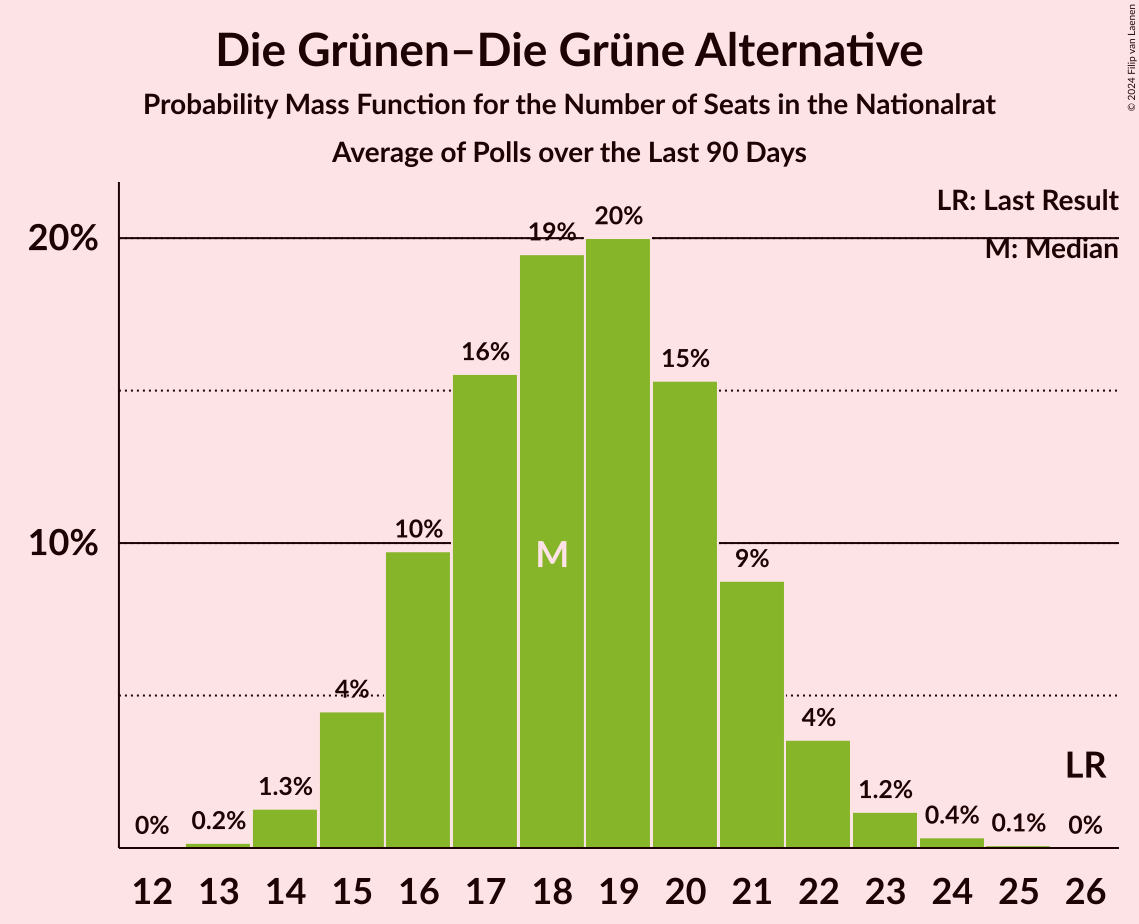 Die Grünen–Die Grüne Alternative
Probability Mass Function for the Number of Seats in the Nationalrat
Average of Polls over the Last 90 Days
© 2024 Filip van Laenen
LR: Last Result
M: Median
20%
10%
0%
0.2%
1.3%
4%
10%
16%
19%
20%
15%
9%
4%
1.2%
0.4%
0.1%
0%
M
LR
12 13 14 15 16 17 18 19 20 21 22 23 24 25 26